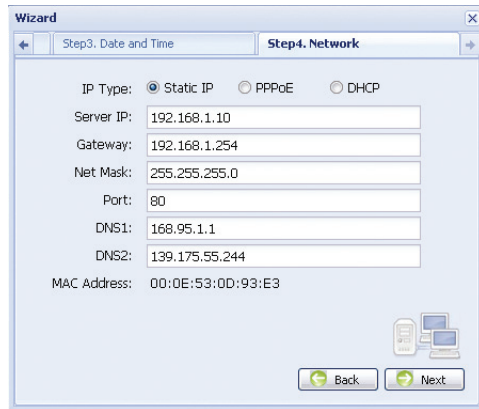 Wizard
Step3. Date and Time
Step4. Network
IP Type: Static IP PPPoE DHCP
Server IP: 192.168.1.10
Gateway: 192.168.1.254
Net Mask: 255.255.255.0
Port: 80
DNS1: 168.95.1.1
DNS2: 139.175.55.244
MAC Address: 00:0E:53:0D:93:E3
Back Next